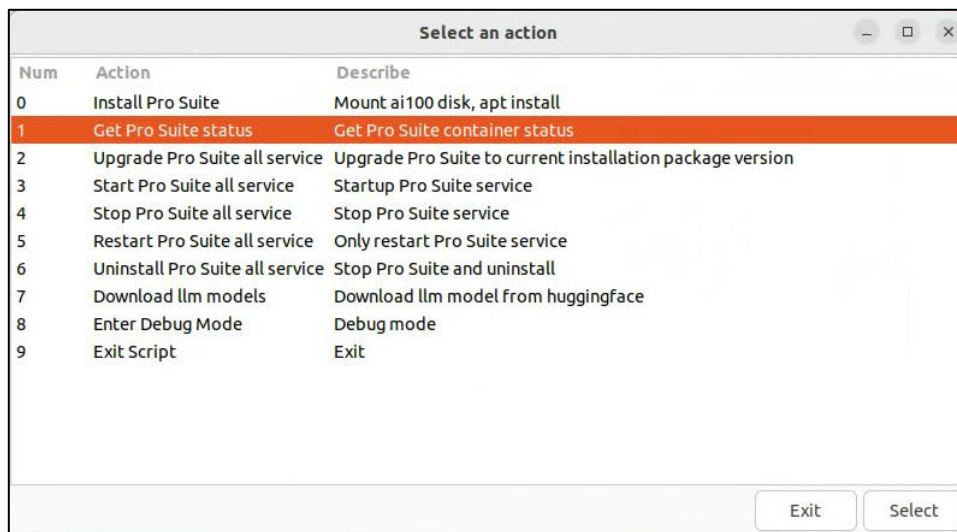 Select an action
Num Action Describe
0 Install Pro Suite Mount ai100 disk, apt install
1 Get Pro Suite status Get Pro Suite container status
2 Upgrade Pro Suite all service Upgrade Pro Suite to current installation package version
3 Start Pro Suite all service Startup Pro Suite service
4 Stop Pro Suite all service Stop Pro Suite service
5 Restart Pro Suite all service Only restart Pro Suite service
6 Uninstall Pro Suite all service Stop Pro Suite and uninstall
7 Download llm models Download llm model from huggingface
8 Enter Debug Mode Debug mode
9 Exit Script Exit
Exit Select